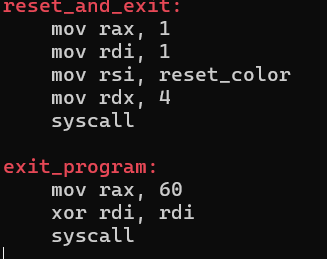 reset_and_exit:
    mov rax, 1
    mov rdi, 1
    mov rsi, reset_color
    mov rdx, 4
    syscall

exit_program:
    mov rax, 60
    xor rdi, rdi
    syscall